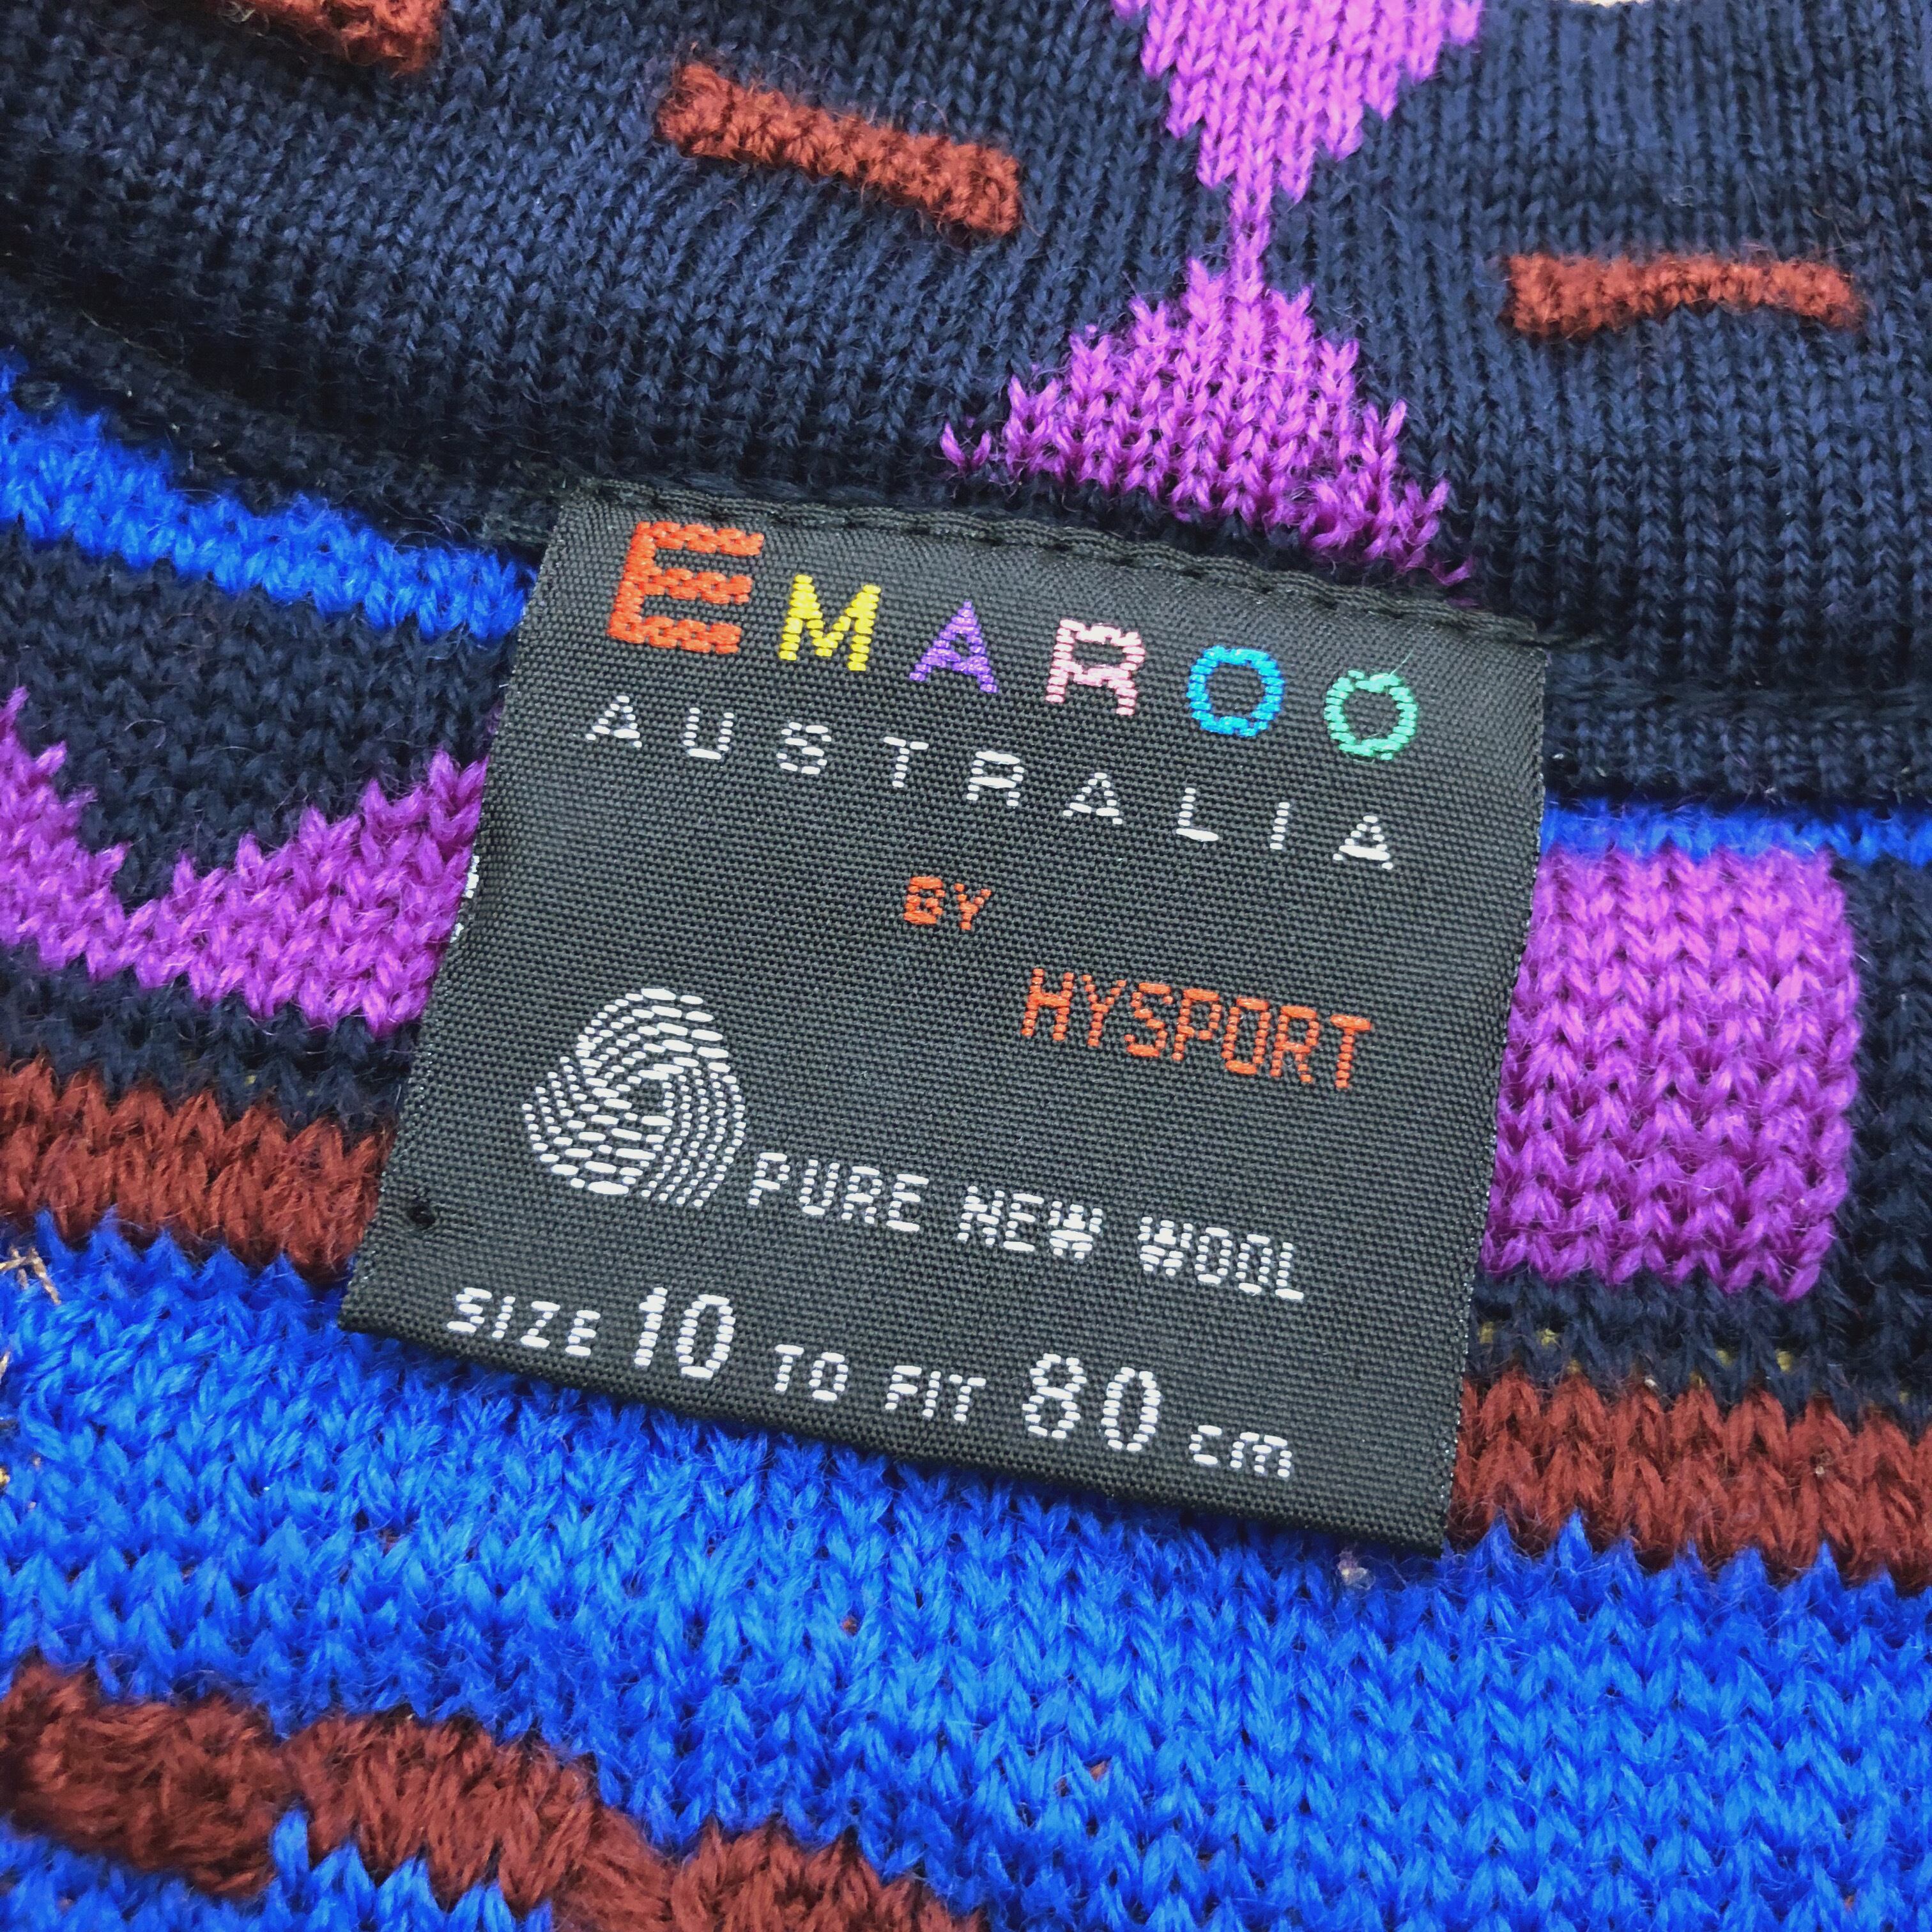 EMAROO
AUSTRALIA
BY
HYSPORT
PURE NEW WOOL
SIZE 10 TO FIT 80 cm